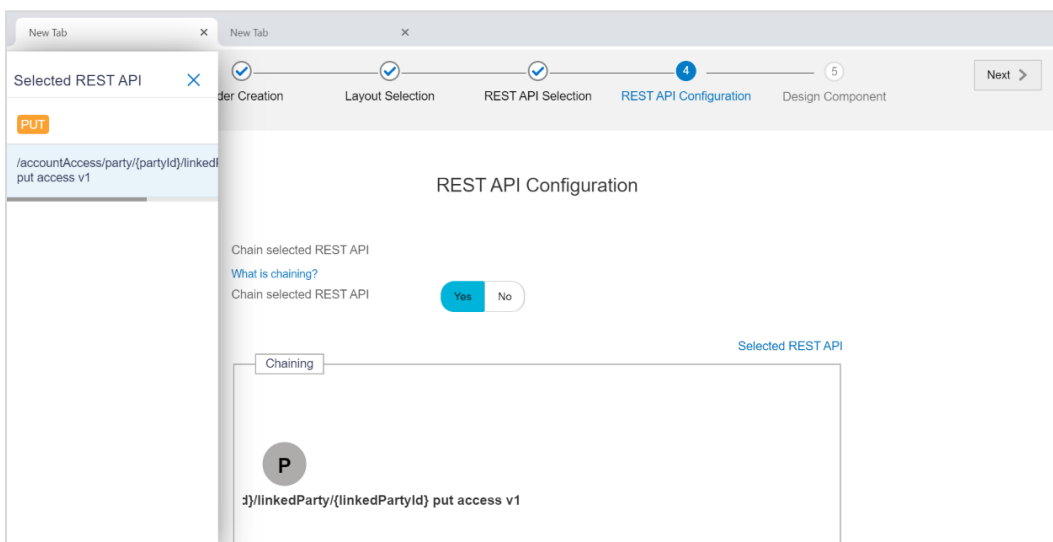 New Tab
New Tab
Selected REST API
PUT
/accountAccess/party/{partyId}/linked
put access v1
Creation
Layout Selection
REST API Selection
4
REST API Configuration
5
Design Component
Next
REST API Configuration
Chain selected REST API
What is chaining?
Chain selected REST API
Yes
No
Selected REST API
Chaining
P
}/linkedParty/{linkedPartyId} put access v1